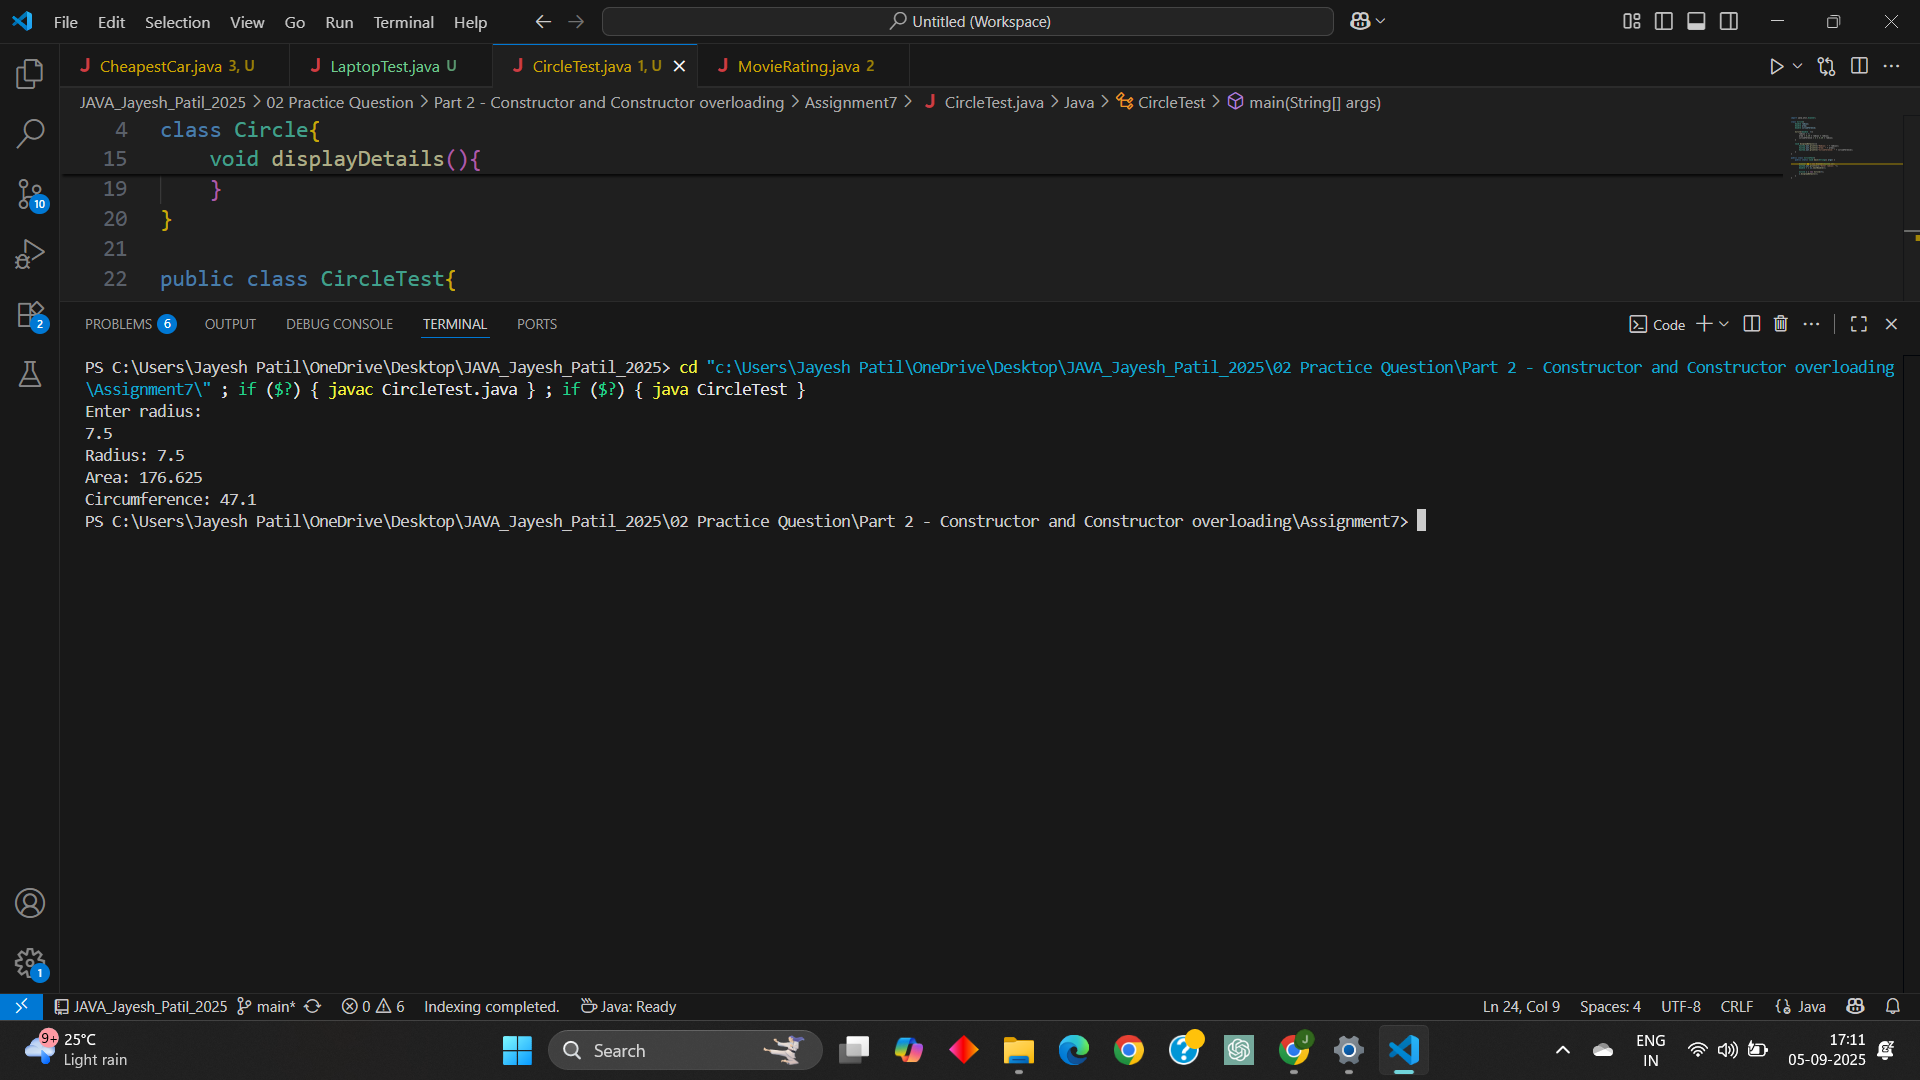 File Edit Selection View Go Run Terminal Help Untitled (Workspace)
CheapestCar.java 3, U LaptopTest.java U CircleTest.java 1, U MovieRating.java 2
JAVA_Jayesh_Patil_2025 > 02 Practice Question > Part 2 - Constructor and Constructor overloading > Assignment7 > CircleTest.java > Java > CircleTest > main(String[] args)
4 class Circle{
15 void displayDetails(){
19 }
20 }
21
22 public class CircleTest{
PROBLEMS 6 OUTPUT DEBUG CONSOLE TERMINAL PORTS Code
PS C:\Users\Jayesh Patil\OneDrive\Desktop\JAVA_Jayesh_Patil_2025> cd "c:\Users\Jayesh Patil\OneDrive\Desktop\JAVA_Jayesh_Patil_2025\02 Practice Question\Part 2 - Constructor and Constructor overloading
\Assignment7\" ; if ($?) { javac CircleTest.java } ; if ($?) { java CircleTest }
Enter radius:
7.5
Radius: 7.5
Area: 176.625
Circumference: 47.1
PS C:\Users\Jayesh Patil\OneDrive\Desktop\JAVA_Jayesh_Patil_2025\02 Practice Question\Part 2 - Constructor and Constructor overloading\Assignment7>
10
2
1
JAVA_Jayesh_Patil_2025 main* 0 6 Indexing completed. Java: Ready Ln 24, Col 9 Spaces: 4 UTF-8 CRLF Java
9+ 25°C
Light rain
Search
J
ENG
IN
17:11
05-09-2025